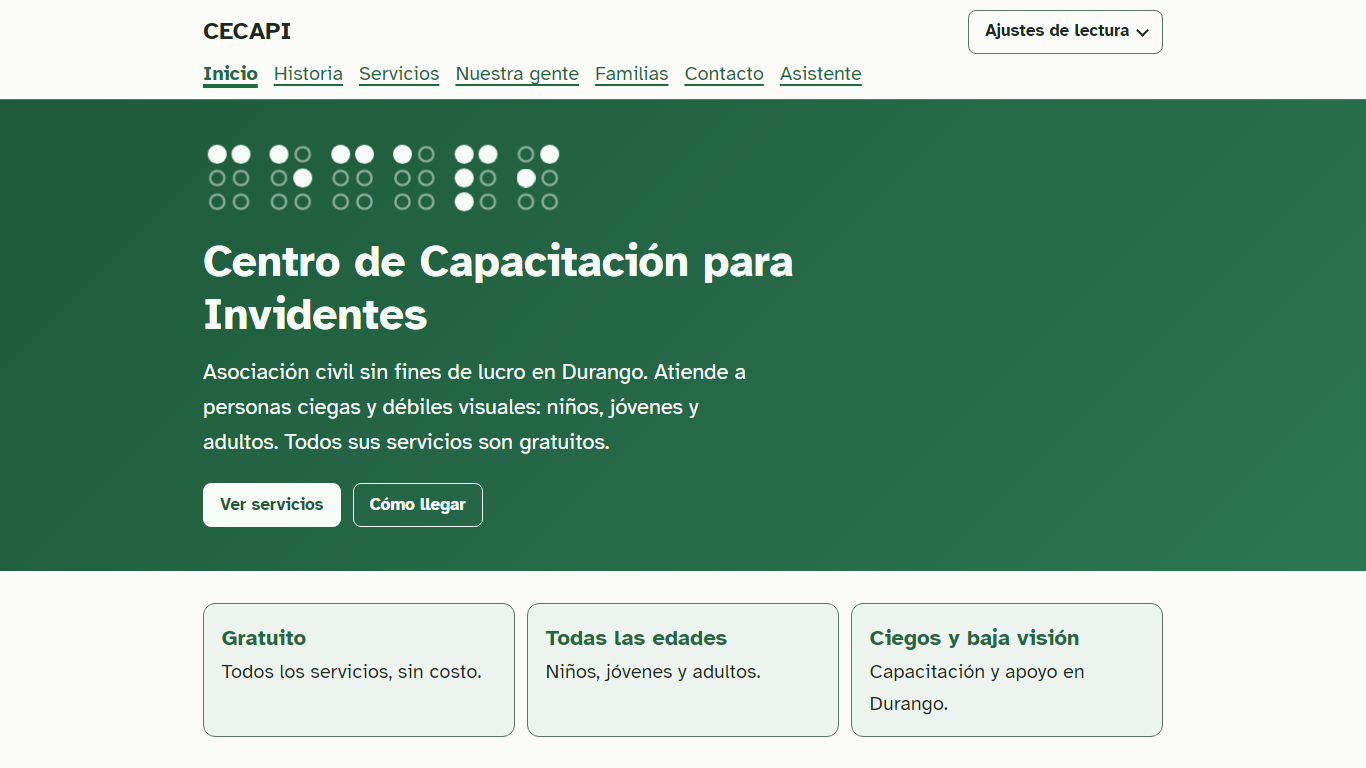 CECAPI
Ajustes de lectura
Inicio Historia Servicios Nuestra gente Familias Contacto Asistente
⠉⠑⠉⠁⠏⠊
Centro de Capacitación para
Invidentes
Asociación civil sin fines de lucro en Durango. Atiende a
personas ciegas y débiles visuales: niños, jóvenes y
adultos. Todos sus servicios son gratuitos.
Ver servicios
Cómo llegar
Gratuito
Todos los servicios, sin costo.
Todas las edades
Niños, jóvenes y adultos.
Ciegos y baja visión
Capacitación y apoyo en
Durango.